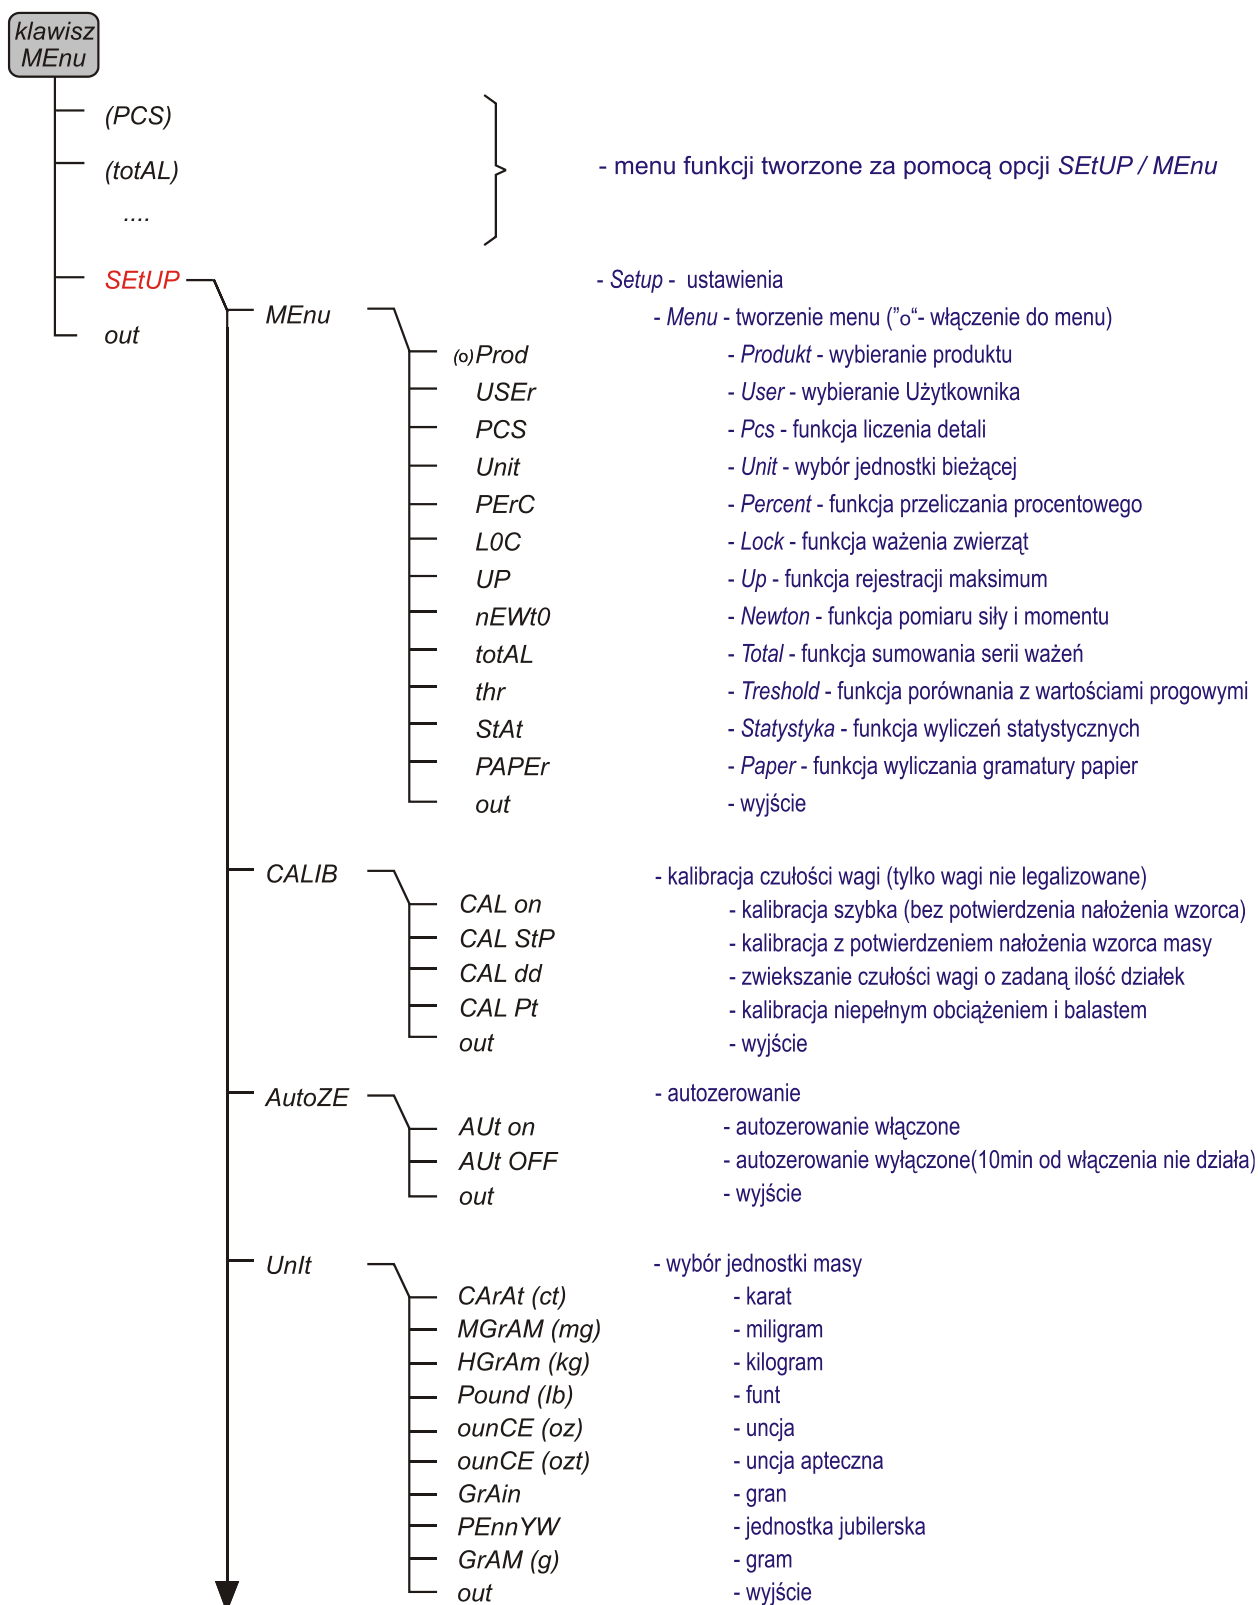 klawisz
MEnu
(PCS)
(totAL)
- menu funkcji tworzone za pomocą opcji SEtUP / MEnu
....
SEtUP - Setup - ustawienia
out
MEnu - Menu - tworzenie menu ("o"- włączenie do menu)
(o)Prod - Produkt - wybieranie produktu
USEr - User - wybieranie Użytkownika
PCS - Pcs - funkcja liczenia detali
Unit - Unit - wybór jednostki bieżącej
PErC - Percent - funkcja przeliczania procentowego
L0C - Lock - funkcja ważenia zwierząt
UP - Up - funkcja rejestracji maksimum
nEWt0 - Newton - funkcja pomiaru siły i momentu
totAL - Total - funkcja sumowania serii ważeń
thr - Treshold - funkcja porównania z wartościami progowymi
StAt - Statystyka - funkcja wyliczeń statystycznych
PAPEr - Paper - funkcja wyliczania gramatury papier
out - wyjście
CALIB - kalibracja czułości wagi (tylko wagi nie legalizowane)
CAL on - kalibracja szybka (bez potwierdzenia nałożenia wzorca)
CAL StP - kalibracja z potwierdzeniem nałożenia wzorca masy
CAL dd - zwiekszanie czułości wagi o zadaną ilość działek
CAL Pt - kalibracja niepełnym obciążeniem i balastem
out - wyjście
AutoZE - autozerowanie
AUt on - autozerowanie włączone
AUt OFF - autozerowanie wyłączone(10min od włączenia nie działa)
out - wyjście
UnIt - wybór jednostki masy
CArAt (ct) - karat
MGrAM (mg) - miligram
HGrAm (kg) - kilogram
Pound (lb) - funt
ounCE (oz) - uncja
ounCE (ozt) - uncja apteczna
GrAin - gran
PEnnYW - jednostka jubilerska
GrAM (g) - gram
out - wyjście